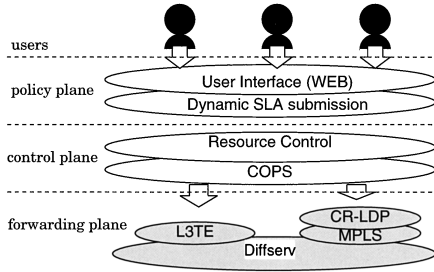 users
policy plane
User Interface (WEB)
Dynamic SLA submission
control plane
Resource Control
COPS
forwarding plane
L3TE
CR-LDP
MPLS
Diffserv